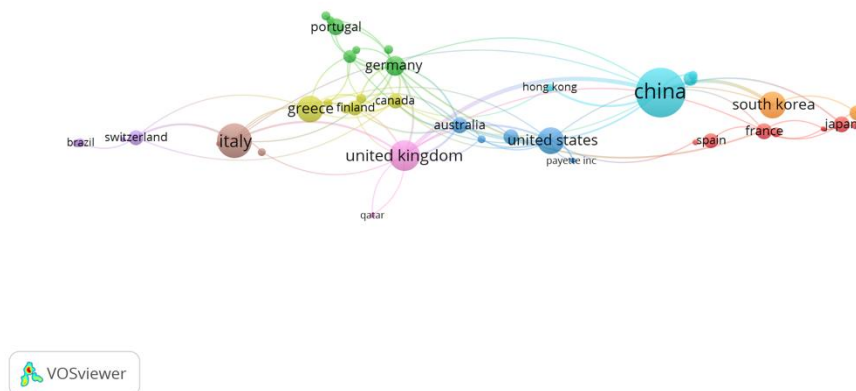 portugal
germany
hong kong
china
greece
finland
canada
south korea
australia
japan
brazil
switzerland
italy
united kingdom
united states
spain
france
payette inc
qatar
VOSviewer